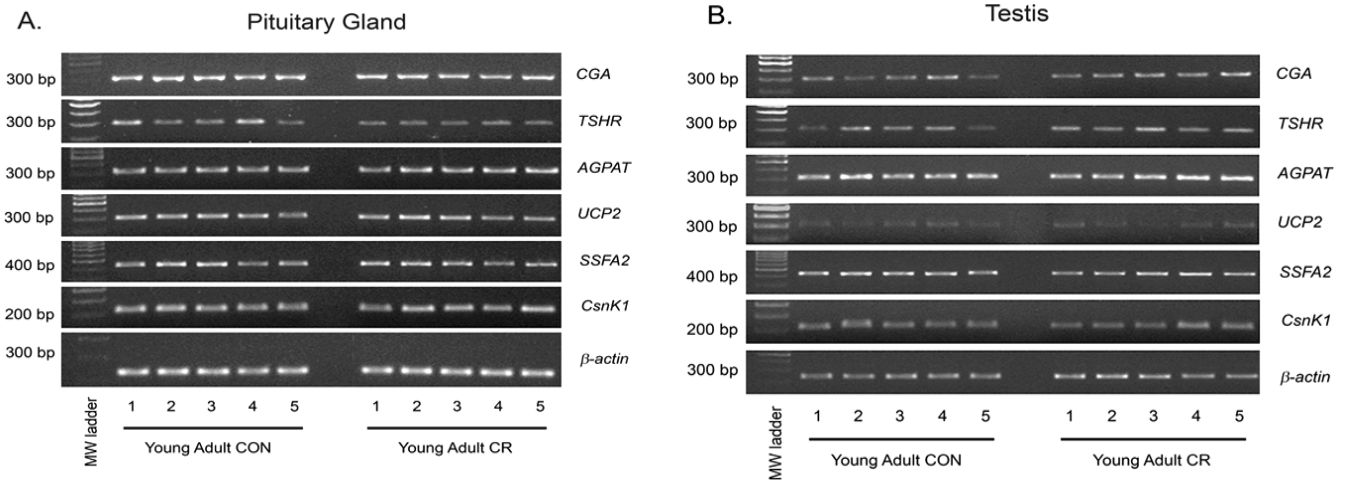 A.
Pituitary Gland
300 bp CGA
300 bp TSHR
300 bp AGPAT
300 bp UCP2
400 bp SSFA2
200 bp CsnK1
300 bp β-actin
MW ladder
1 2 3 4 5 1 2 3 4 5
Young Adult CON Young Adult CR
B.
Testis
300 bp CGA
300 bp TSHR
300 bp AGPAT
300 bp UCP2
400 bp SSFA2
200 bp CsnK1
300 bp β-actin
MW ladder
1 2 3 4 5 1 2 3 4 5
Young Adult CON Young Adult CR